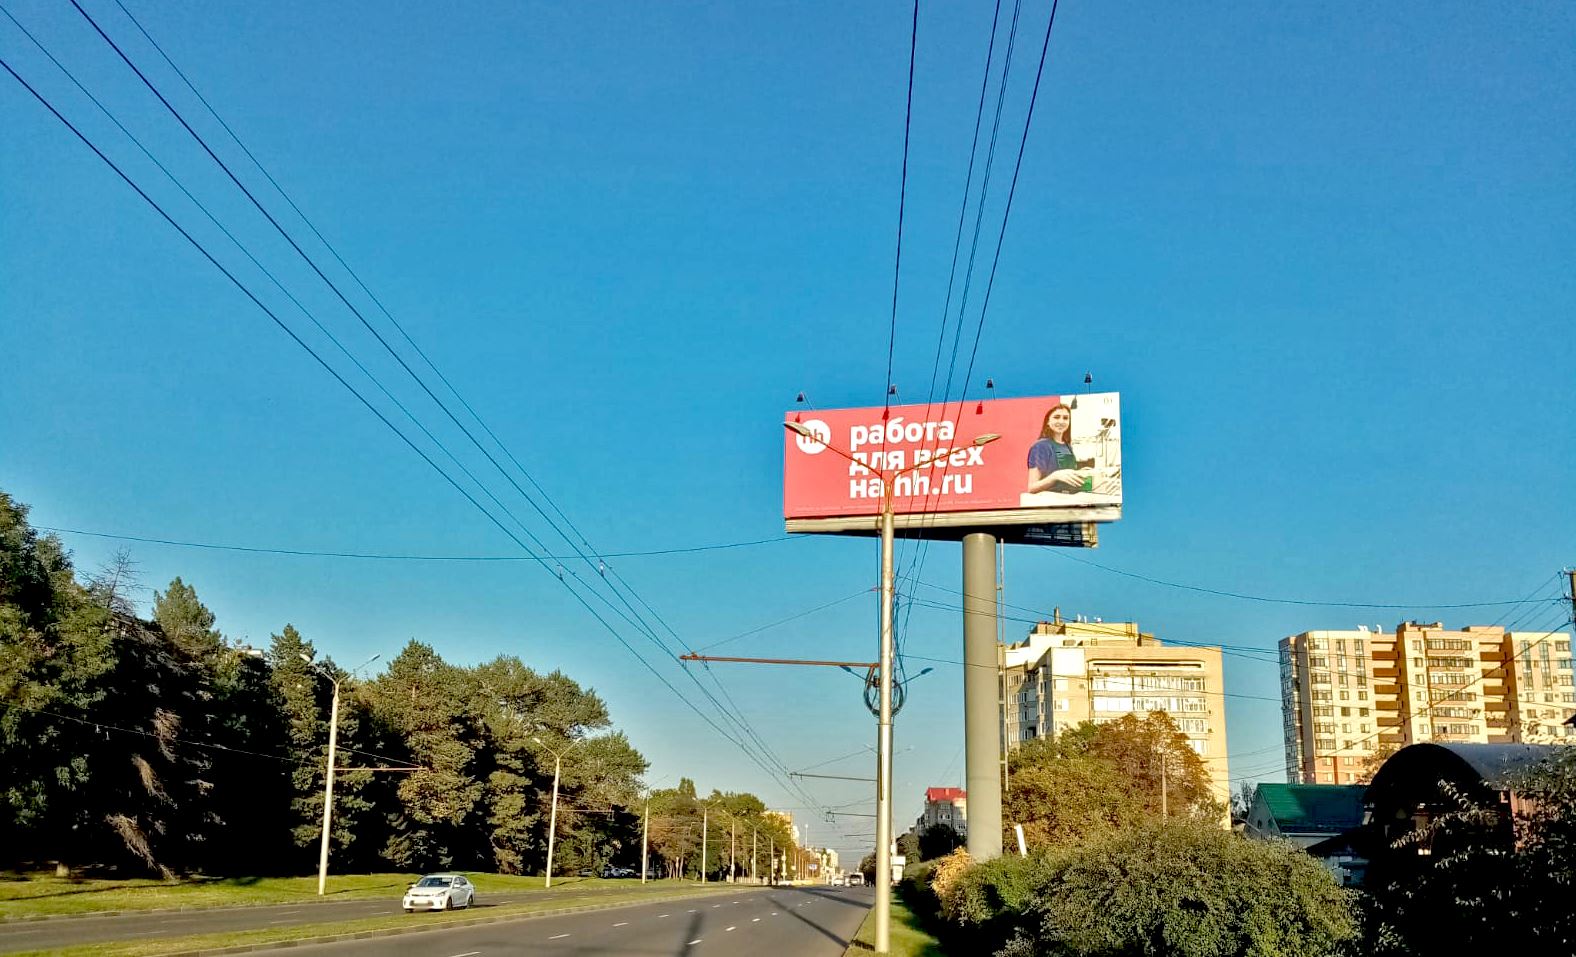 hh
работа
для всех
на hh.ru